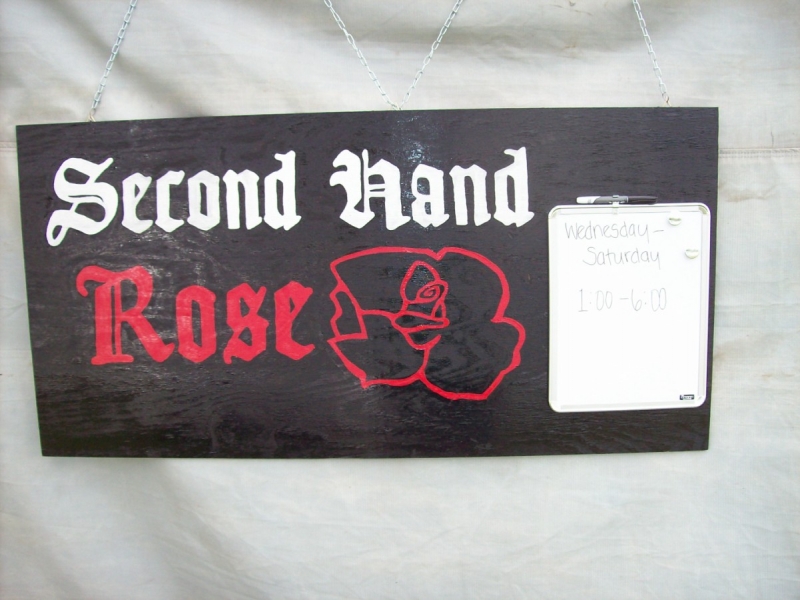 Second Hand
Rose
Wednesday -
Saturday
1:00 - 6:00